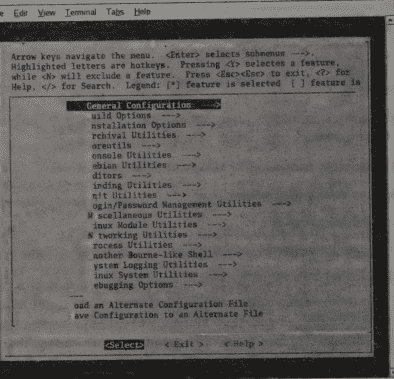 e Edit View Terminal Tabs Help
Arrow keys navigate the menu. <Enter> selects submenus --->.
Highlighted letters are hotkeys. Pressing <Y> selectes a feature,
while <N> will exclude a feature. Press <Esc><Esc> to exit, <?> for
Help, </> for Search. Legend: [*] feature is selected [ ] feature is
General Configuration --->
uild Options --->
nstallation Options --->
rchival Utilities --->
oreutils --->
onsole Utilities --->
ebian Utilities --->
ditors --->
inding Utilities --->
nit Utilities --->
ogin/Password Management Utilities --->
M scellaneous Utilities --->
inux Module Utilities --->
N tworking Utilities --->
rocess Utilities --->
nother Bourne-like Shell --->
ystem Logging Utilities --->
inux System Utilities --->
ebugging Options --->
---
oad an Alternate Configuration File
ave Configuration to an Alternate File
<Select> < Exit > < Help >